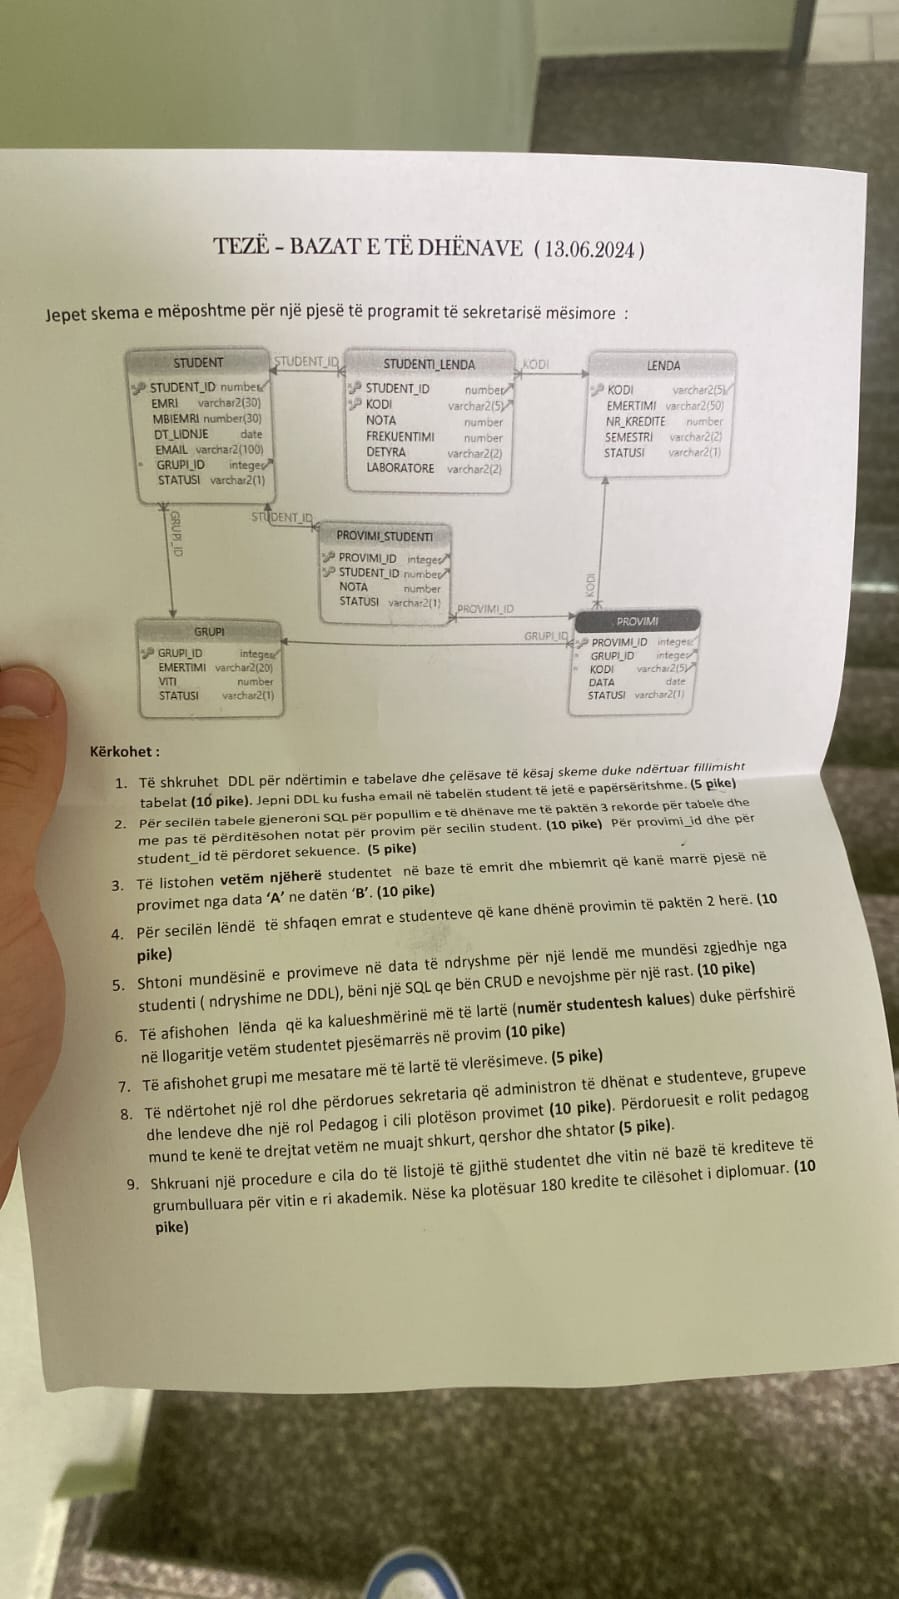 TEZË – BAZAT E TË DHËNAVE ( 13.06.2024 )
Jepet skema e mëposhtme për një pjesë të programit të sekretarisë mësimore :
STUDENT
STUDENT_ID number
EMRI varchar2(30)
MBIEMRI number(30)
DT_LIDNJE date
EMAIL varchar2(100)
GRUPI_ID integer
STATUSI varchar2(1)
STUDENT_ID
STUDENTI_LENDA
STUDENT_ID number
KODI varchar2(5)
NOTA number
FREKUENTIMI number
DETYRA varchar2(2)
LABORATORE varchar2(2)
KODI
LENDA
KODI varchar2(5)
EMERTIMI varchar2(50)
NR_KREDITE number
SEMESTRI varchar2(2)
STATUSI varchar2(1)
GRUPI_ID
STUDENT_ID
PROVIMI_STUDENTI
PROVIMI_ID integer
STUDENT_ID number
NOTA number
STATUSI varchar2(1)
PROVIMI_ID
KODI
GRUPI
GRUPI_ID integer
EMERTIMI varchar2(20)
VITI number
STATUSI varchar2(1)
GRUPI_ID
PROVIMI
PROVIMI_ID integer
GRUPI_ID integer
KODI varchar2(5)
DATA date
STATUSI varchar2(1)
Kërkohet :
1. Të shkruhet DDL për ndërtimin e tabelave dhe çelësave të kësaj skeme duke ndërtuar fillimisht
tabelat (10 pike). Jepni DDL ku fusha email në tabelën student të jetë e papërsëritshme. (5 pike)
2. Për secilën tabele gjeneroni SQL për popullim e të dhënave me të paktën 3 rekorde për tabele dhe
me pas të përditësohen notat për provim për secilin student. (10 pike) Për provimi_id dhe për
student_id të përdoret sekuence. (5 pike)
3. Të listohen vetëm njëherë studentet në baze të emrit dhe mbiemrit që kanë marrë pjesë në
provimet nga data ‘A’ ne datën ‘B’. (10 pike)
4. Për secilën lëndë të shfaqen emrat e studenteve që kane dhënë provimin të paktën 2 herë. (10
pike)
5. Shtoni mundësinë e provimeve në data të ndryshme për një lendë me mundësi zgjedhje nga
studenti ( ndryshime ne DDL), bëni një SQL qe bën CRUD e nevojshme për një rast. (10 pike)
6. Të afishohen lënda që ka kalueshmërinë më të lartë (numër studentesh kalues) duke përfshirë
në llogaritje vetëm studentet pjesëmarrës në provim (10 pike)
7. Të afishohet grupi me mesatare më të lartë të vlerësimeve. (5 pike)
8. Të ndërtohet një rol dhe përdorues sekretaria që administron të dhënat e studenteve, grupeve
dhe lendeve dhe një rol Pedagog i cili plotëson provimet (10 pike). Përdoruesit e rolit pedagog
mund te kenë te drejtat vetëm ne muajt shkurt, qershor dhe shtator (5 pike).
9. Shkruani një procedure e cila do të listojë të gjithë studentet dhe vitin në bazë të krediteve të
grumbulluara për vitin e ri akademik. Nëse ka plotësuar 180 kredite te cilësohet i diplomuar. (10
pike)